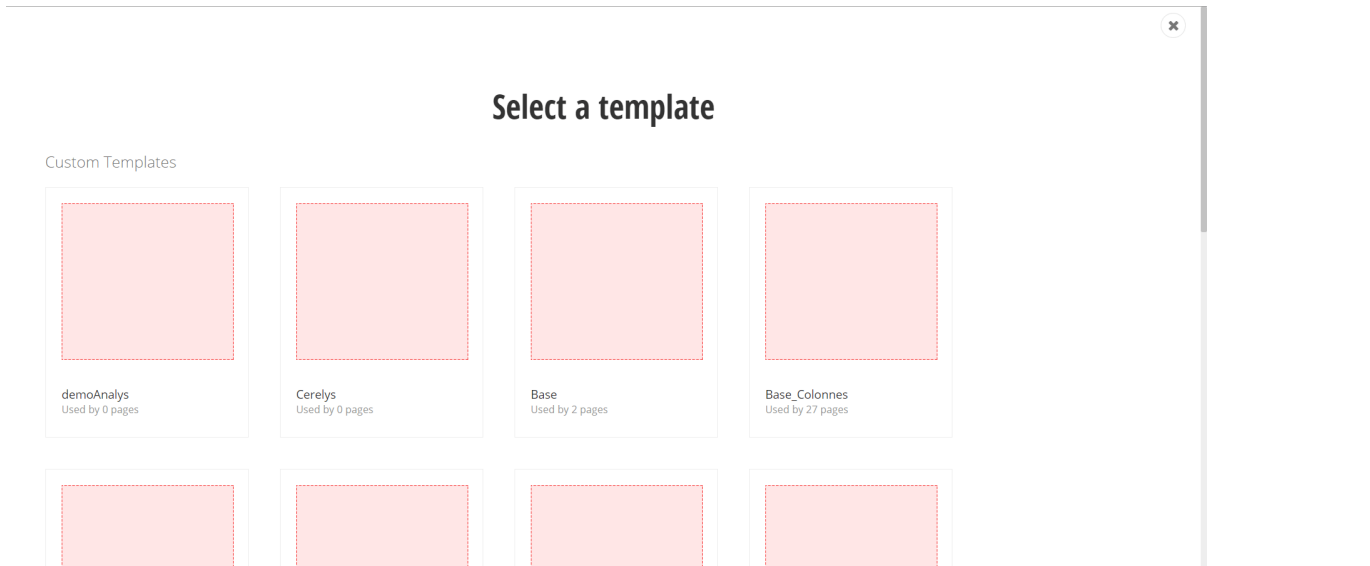 Select a template
Custom Templates
demoAnalys
Used by 0 pages
Cerelys
Used by 0 pages
Base
Used by 2 pages
Base_Colonnes
Used by 27 pages